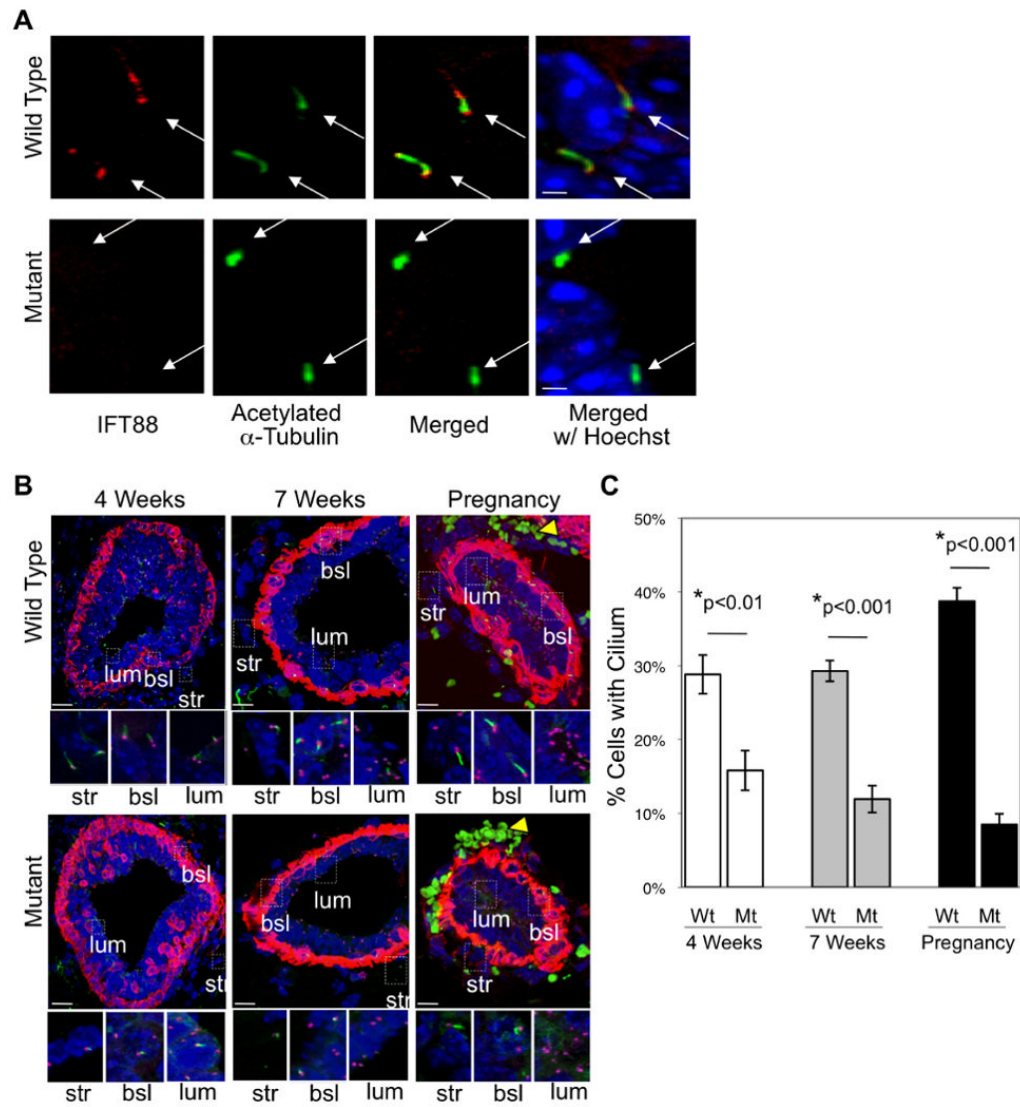 A
Wild Type
Mutant
IFT88
Acetylated
α-Tubulin
Merged
Merged
w/ Hoechst
B
4 Weeks
7 Weeks
Pregnancy
Wild Type
lum
bsl
str
bsl
lum
str
lum
str
bsl
str
bsl
lum
str
bsl
lum
str
bsl
lum
Mutant
bsl
lum
str
bsl
lum
str
lum
bsl
str
str
bsl
lum
str
bsl
lum
str
bsl
lum
C
% Cells with Cilium
50%
40%
30%
20%
10%
0%
*p<0.01
*p<0.001
*p<0.001
Wt Mt Wt Mt Wt Mt
4 Weeks 7 Weeks Pregnancy